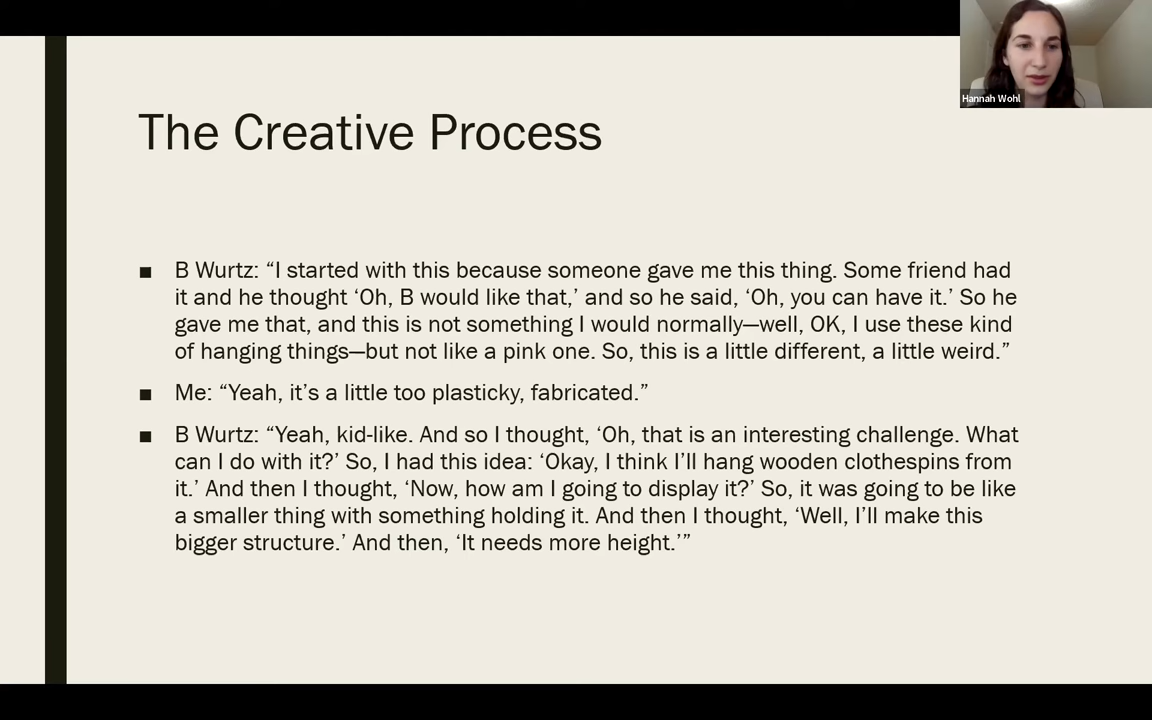 Hannah Wohl
The Creative Process
■ B Wurtz: “I started with this because someone gave me this thing. Some friend had
it and he thought ‘Oh, B would like that,’ and so he said, ‘Oh, you can have it.’ So he
gave me that, and this is not something I would normally—well, OK, I use these kind
of hanging things—but not like a pink one. So, this is a little different, a little weird.”
■ Me: “Yeah, it’s a little too plasticky, fabricated.”
■ B Wurtz: “Yeah, kid-like. And so I thought, ‘Oh, that is an interesting challenge. What
can I do with it?’ So, I had this idea: ‘Okay, I think I’ll hang wooden clothespins from
it.’ And then I thought, ‘Now, how am I going to display it?’ So, it was going to be like
a smaller thing with something holding it. And then I thought, ‘Well, I’ll make this
bigger structure.’ And then, ‘It needs more height.’”